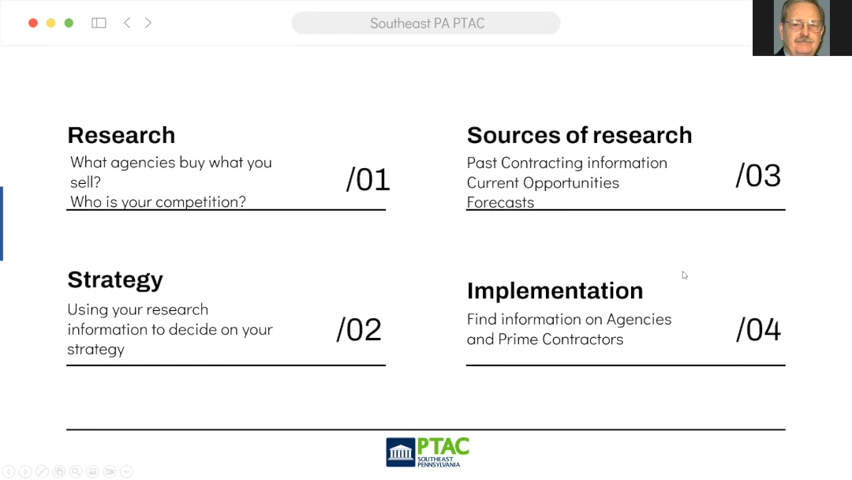 Southeast PA PTAC
Research
What agencies buy what you
sell?
Who is your competition?
/01
Sources of research
Past Contracting information
Current Opportunities
Forecasts
/03
Strategy
Using your research
information to decide on your
strategy
/02
Implementation
Find information on Agencies
and Prime Contractors
/04
PTAC
SOUTHEAST
PENNSYLVANIA